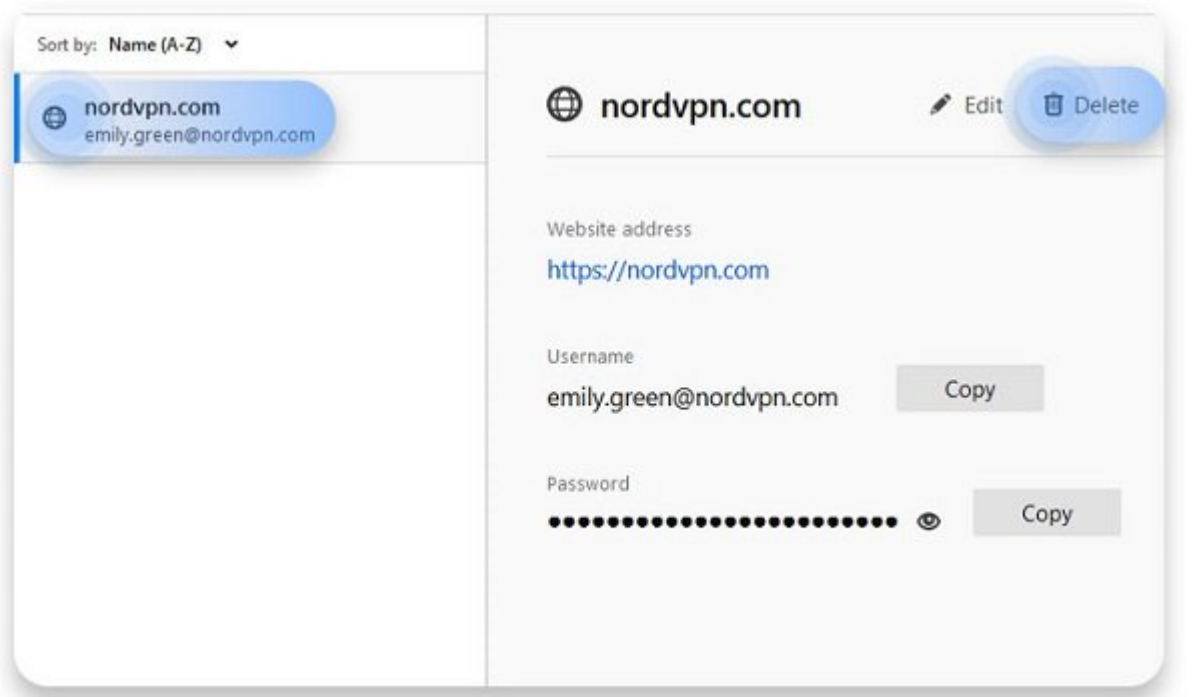 Sort by: Name (A-Z)
nordvpn.com
emily.green@nordvpn.com
nordvpn.com
Edit
Delete
Website address
https://nordvpn.com
Username
emily.green@nordvpn.com
Copy
Password
Copy